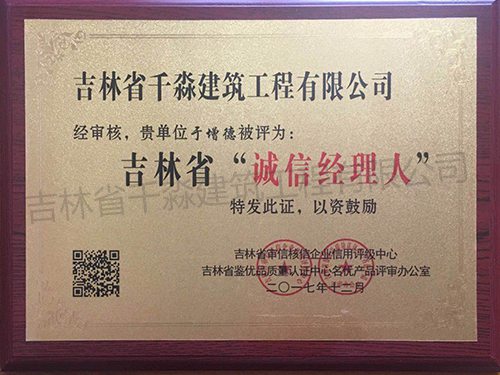 吉林省千淼建筑工程有限公司
经审核，贵单位于增德被评为：
吉林省“诚信经理人”
吉林省千淼建筑工程有限公司
特发此证，以资鼓励
吉林省审信核信企业信用评级中心
吉林省鉴优品质量认证中心名优产品评审办公室
二〇一七年十二月